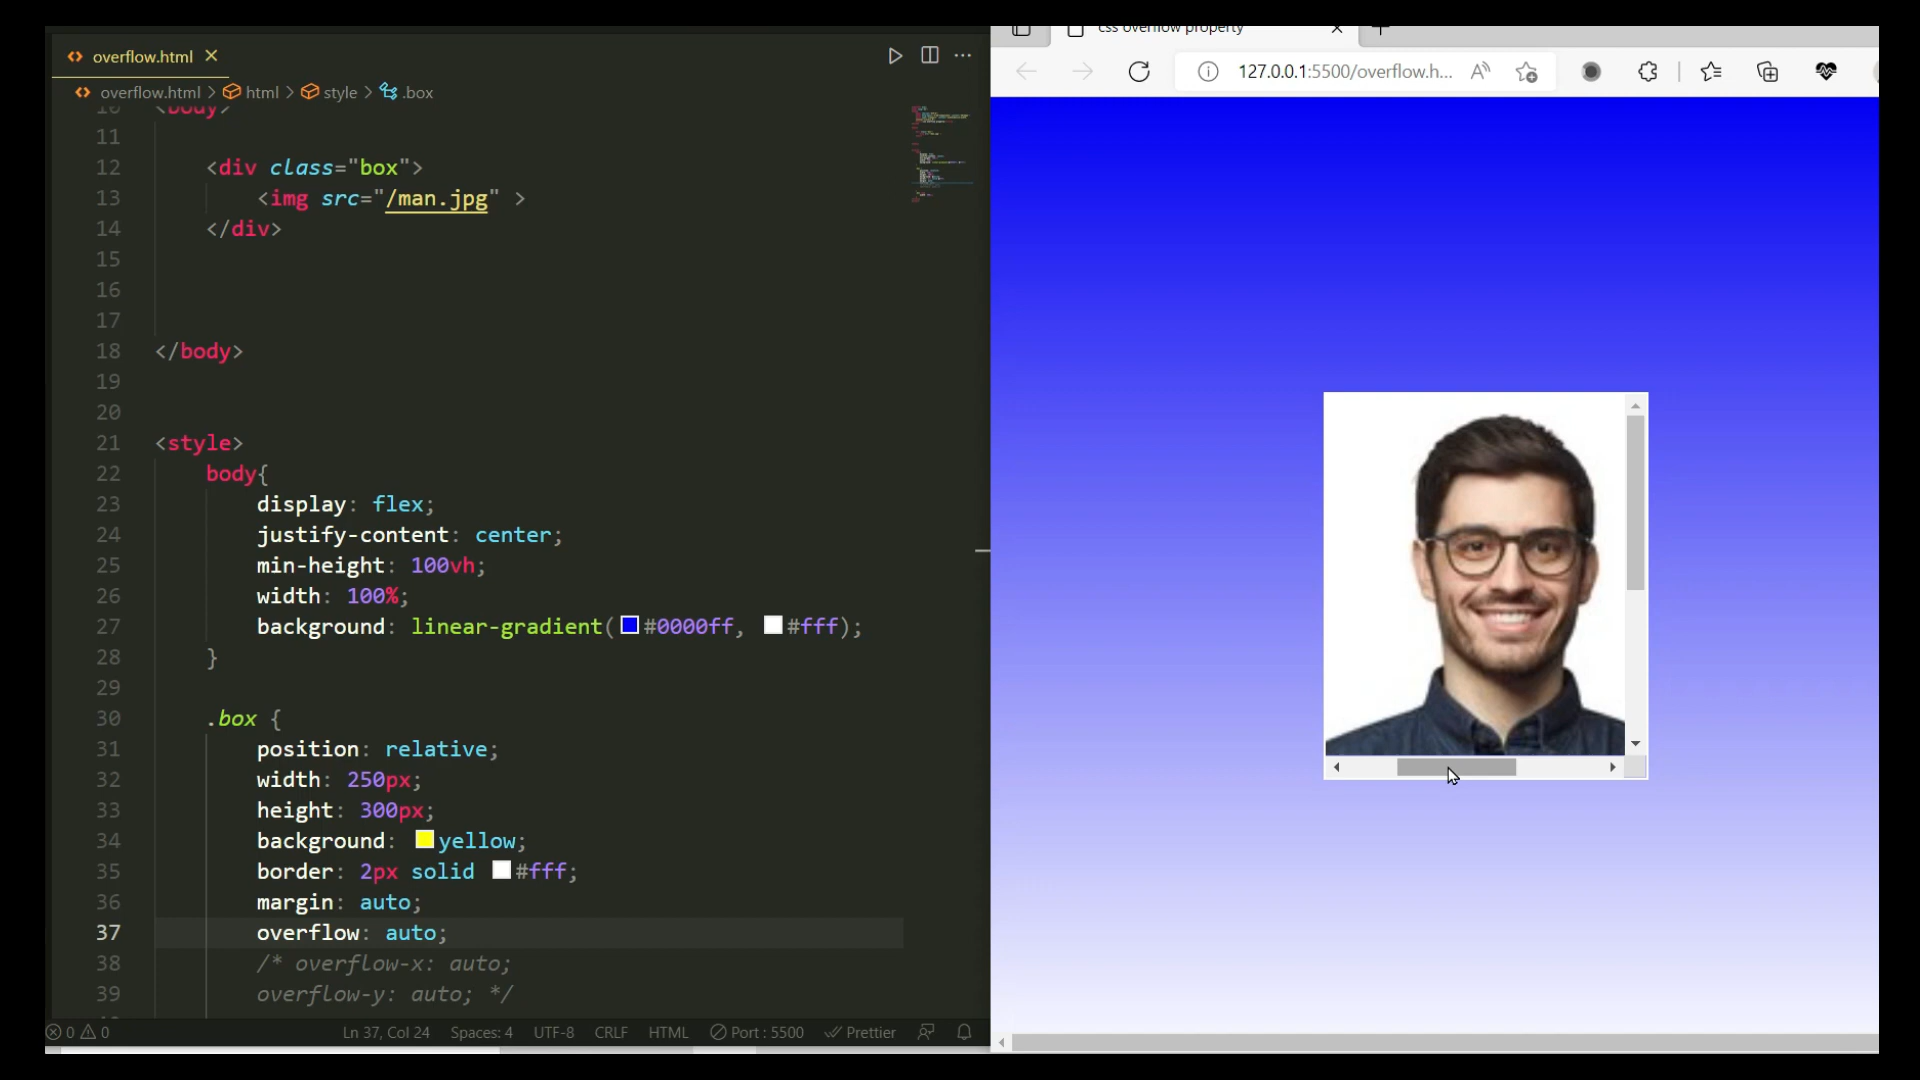 overflow.html
overflow.html > html > style > .box
10 <body>
11
12 <div class="box">
13 <img src="/man.jpg" >
14 </div>
15
16
17
18 </body>
19
20
21 <style>
22 body{
23 display: flex;
24 justify-content: center;
25 min-height: 100vh;
26 width: 100%;
27 background: linear-gradient(#0000ff, #fff);
28 }
29
30 .box {
31 position: relative;
32 width: 250px;
33 height: 300px;
34 background: yellow;
35 border: 2px solid #fff;
36 margin: auto;
37 overflow: auto;
38 /* overflow-x: auto;
39 overflow-y: auto; */
0 0 Ln 37, Col 24 Spaces: 4 UTF-8 CRLF HTML Port : 5500 Prettier
css overflow property
127.0.0.1:5500/overflow.h...